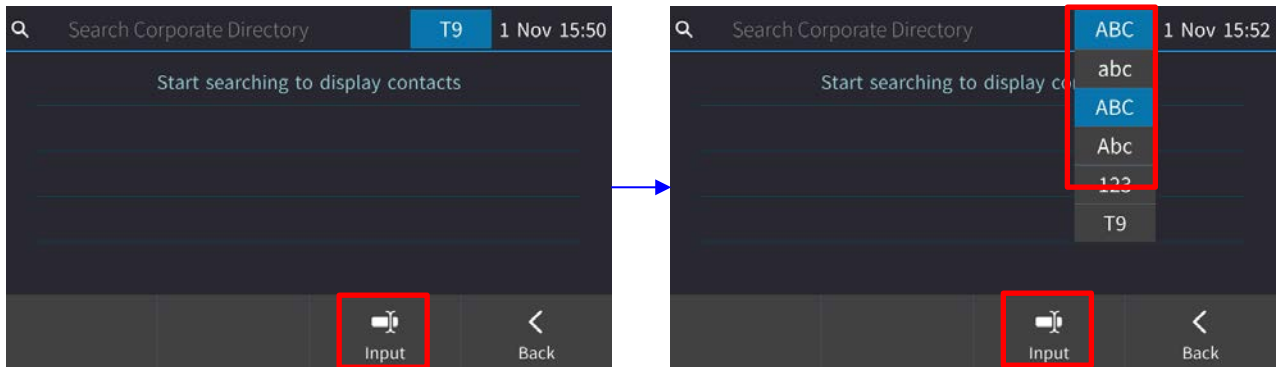 Search Corporate Directory T9 1 Nov 15:50
Start searching to display contacts
Input Back
Search Corporate Directory ABC 1 Nov 15:52
Start searching to display co
abc
ABC
Abc
123
T9
Input Back